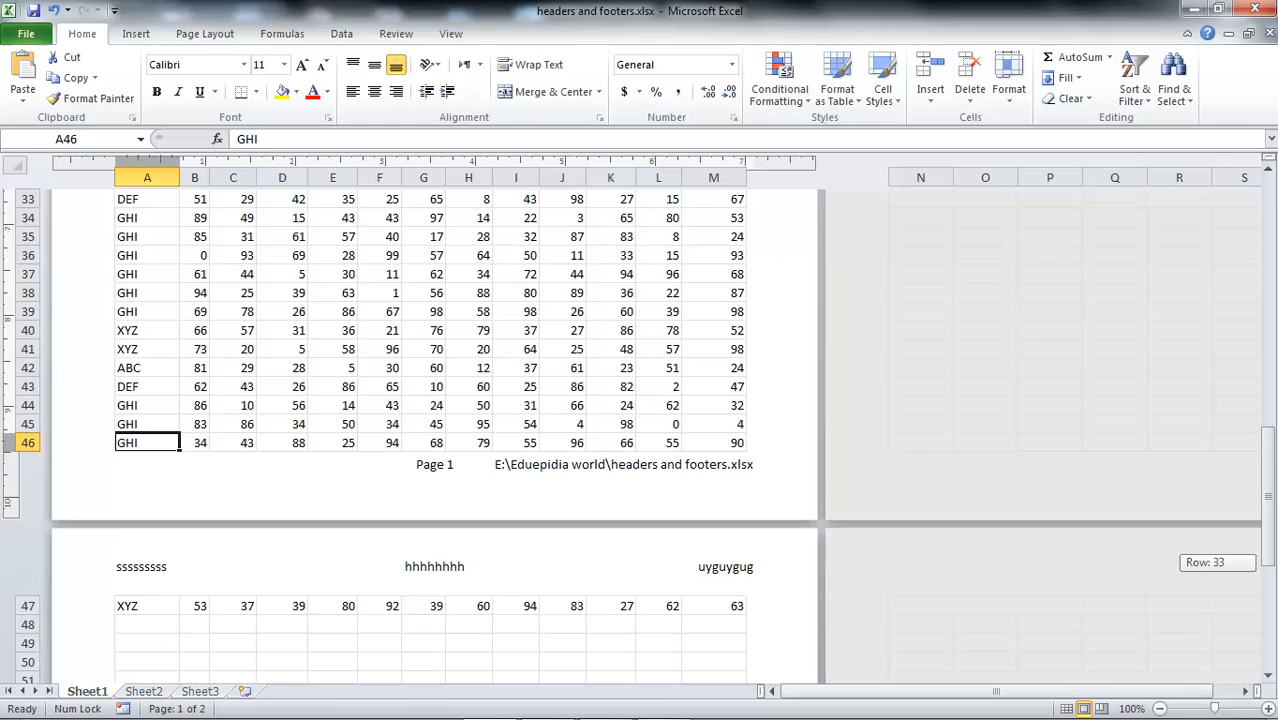 headers and footers.xlsx - Microsoft Excel
File Home Insert Page Layout Formulas Data Review View
Paste Cut Copy Format Painter Clipboard
Calibri 11 B I U A Font
Wrap Text Merge & Center Alignment
General $ % , Number
Conditional Formatting Format as Table Cell Styles Styles
Insert Delete Format Cells
Σ AutoSum Fill Clear Sort & Filter Find & Select Editing
A46 fx GHI
1 2 3 4 5 6 7
A B C D E F G H I J K L M N O P Q R S
33 DEF 51 29 42 35 25 65 8 43 98 27 15 67
34 GHI 89 49 15 43 43 97 14 22 3 65 80 53
35 GHI 85 31 61 57 40 17 28 32 87 83 8 24
36 GHI 0 93 69 28 99 57 64 50 11 33 15 93
37 GHI 61 44 5 30 11 62 34 72 44 94 96 68
38 GHI 94 25 39 63 1 56 88 80 89 36 22 87
39 GHI 69 78 26 86 67 98 58 98 26 60 39 98
40 XYZ 66 57 31 36 21 76 79 37 27 86 78 52
41 XYZ 73 20 5 58 96 70 20 64 25 48 57 98
42 ABC 81 29 28 5 30 60 12 37 61 23 51 24
43 DEF 62 43 26 86 65 10 60 25 86 82 2 47
44 GHI 86 10 56 14 43 24 50 31 66 24 62 32
45 GHI 83 86 34 50 34 45 95 54 4 98 0 4
46 GHI 34 43 88 25 94 68 79 55 96 66 55 90
Page 1 E:\Eduepidia world\headers and footers.xlsx
sssssssss hhhhhhhh uyguygug
Row: 33
47 XYZ 53 37 39 80 92 39 60 94 83 27 62 63
48
49
50
51
Sheet1 Sheet2 Sheet3
Ready Num Lock Page: 1 of 2 100%